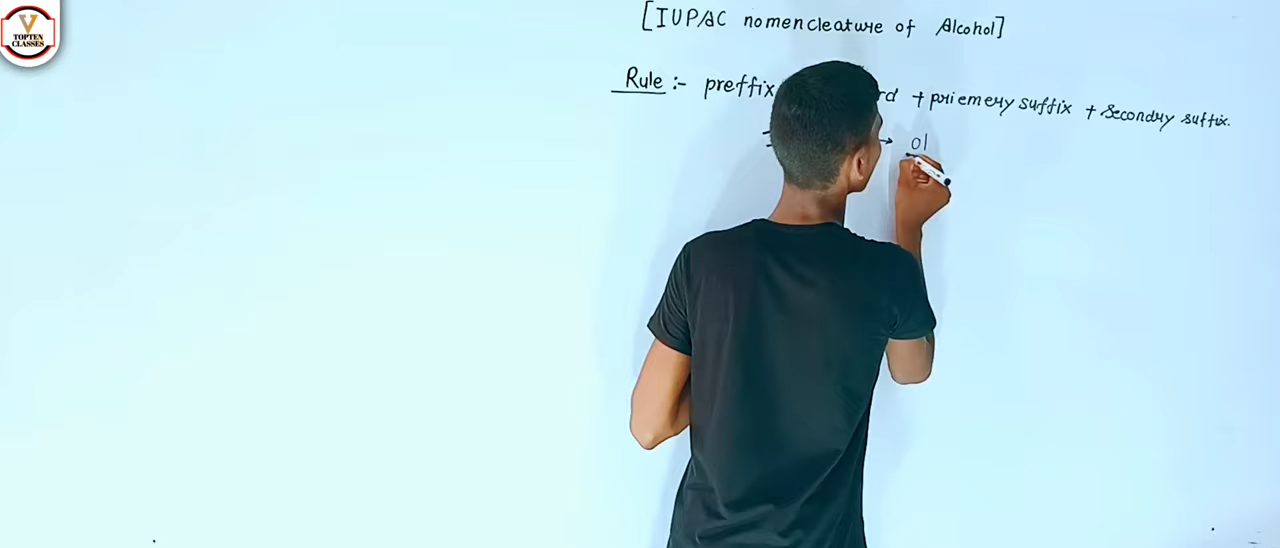 V
TOPTEN
CLASSES
[IUPAC nomencleature of Alcohol]
Rule :- preffix rd + priemery suffix + Secondry suffix.
→ ol